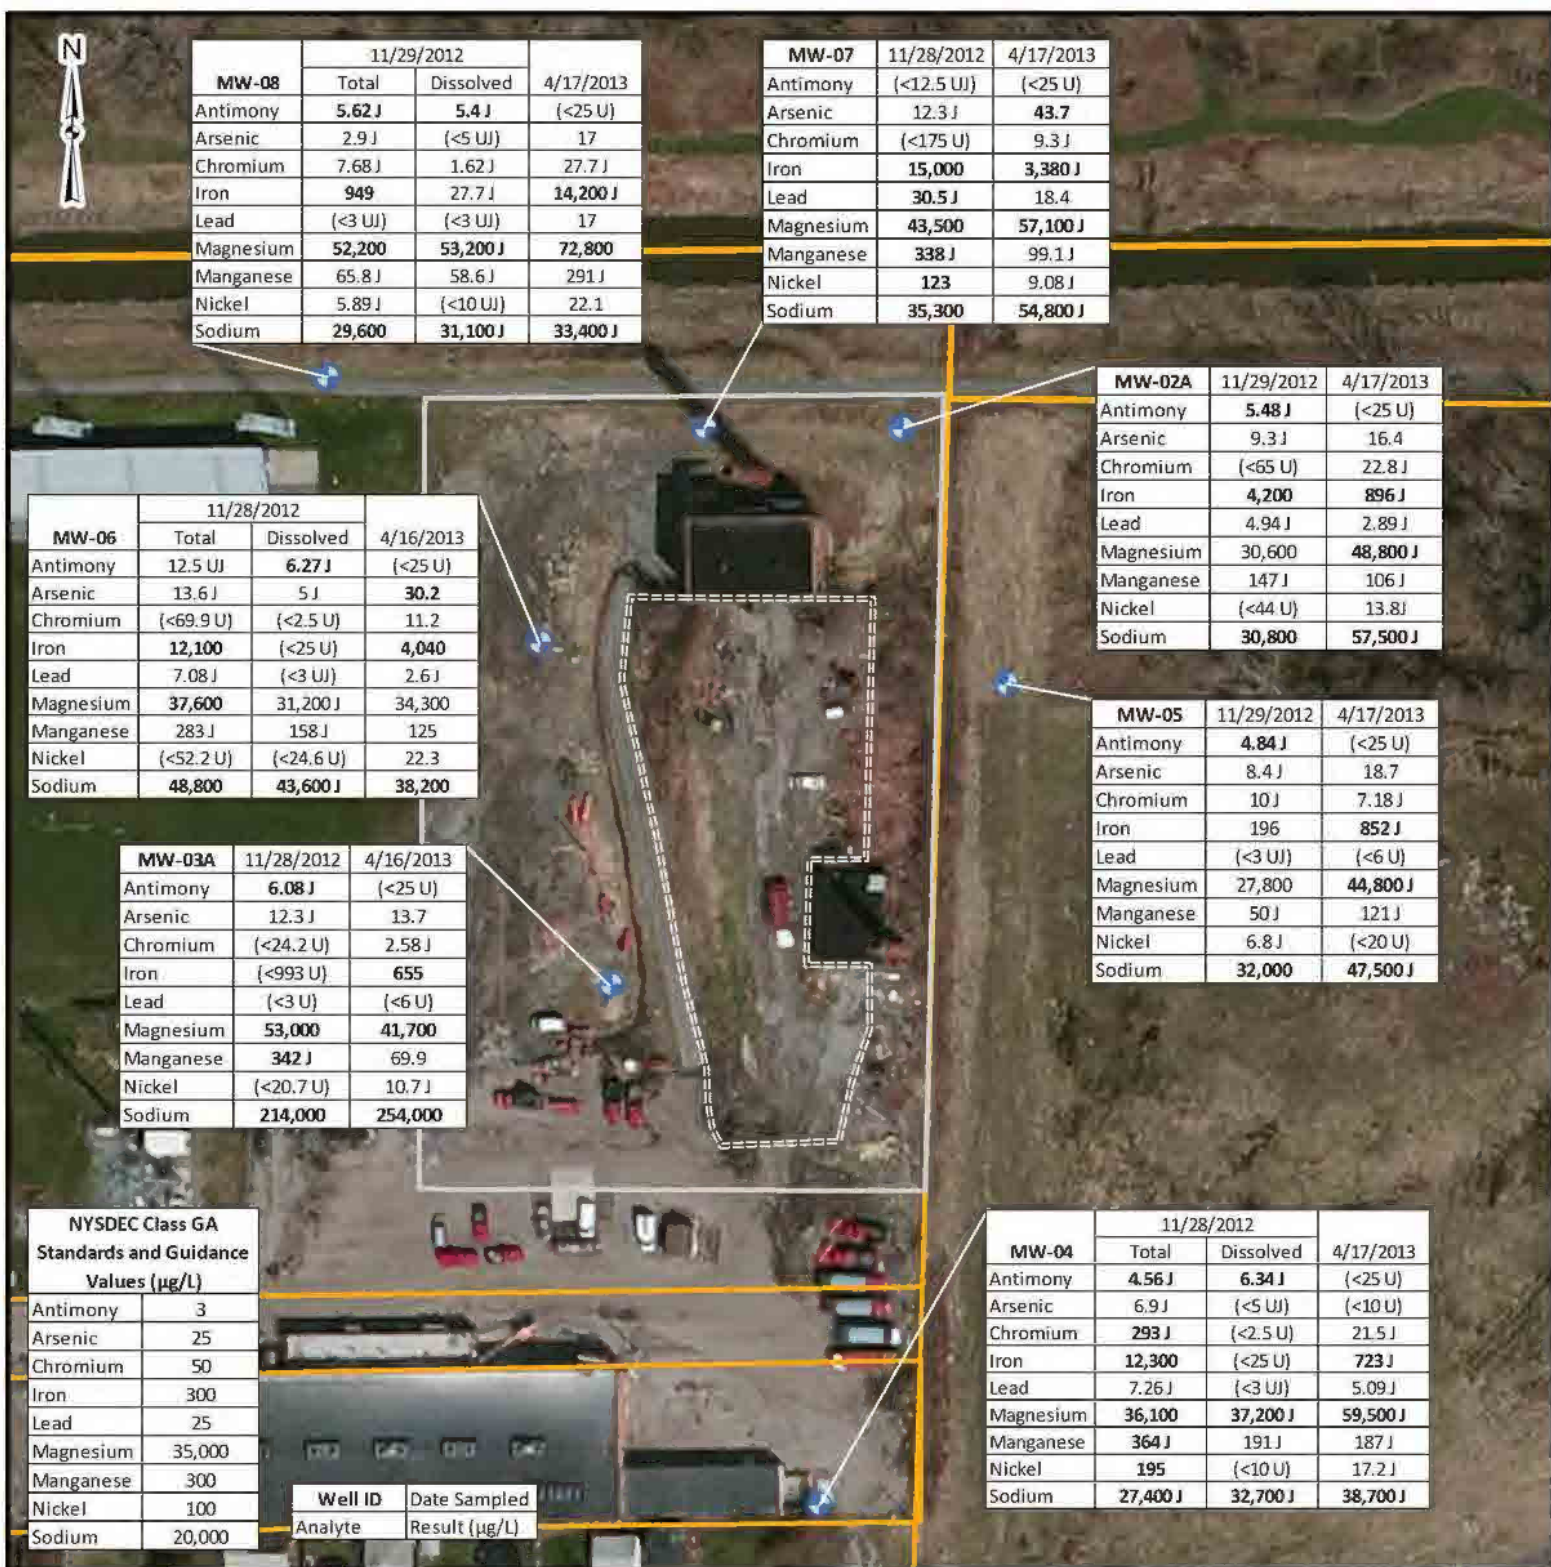 N
11/29/2012
MW-08 Total Dissolved 4/17/2013
Antimony 5.62 J 5.4 J (<25 U)
Arsenic 2.9 J (<5 UJ) 17
Chromium 7.68 J 1.62 J 27.7 J
Iron 949 27.7 J 14,200 J
Lead (<3 UJ) (<3 UJ) 17
Magnesium 52,200 53,200 J 72,800
Manganese 65.8 J 58.6 J 291 J
Nickel 5.89 J (<10 UJ) 22.1
Sodium 29,600 31,100 J 33,400 J
MW-07 11/28/2012 4/17/2013
Antimony (<12.5 UJ) (<25 U)
Arsenic 12.3 J 43.7
Chromium (<175 U) 9.3 J
Iron 15,000 3,380 J
Lead 30.5 J 18.4
Magnesium 43,500 57,100 J
Manganese 338 J 99.1 J
Nickel 123 9.08 J
Sodium 35,300 54,800 J
MW-02A 11/29/2012 4/17/2013
Antimony 5.48 J (<25 U)
Arsenic 9.3 J 16.4
Chromium (<65 U) 22.8 J
Iron 4,200 896 J
Lead 4.94 J 2.89 J
Magnesium 30,600 48,800 J
Manganese 147 J 106 J
Nickel (<44 U) 13.8J
Sodium 30,800 57,500 J
11/28/2012
MW-06 Total Dissolved 4/16/2013
Antimony 12.5 UJ 6.27 J (<25 U)
Arsenic 13.6 J 5 J 30.2
Chromium (<69.9 U) (<2.5 U) 11.2
Iron 12,100 (<25 U) 4,040
Lead 7.08 J (<3 UJ) 2.6 J
Magnesium 37,600 31,200 J 34,300
Manganese 283 J 158 J 125
Nickel (<52.2 U) (<24.6 U) 22.3
Sodium 48,800 43,600 J 38,200
MW-05 11/29/2012 4/17/2013
Antimony 4.84 J (<25 U)
Arsenic 8.4 J 18.7
Chromium 10 J 7.18 J
Iron 196 852 J
Lead (<3 UJ) (<6 U)
Magnesium 27,800 44,800 J
Manganese 50 J 121 J
Nickel 6.8 J (<20 U)
Sodium 32,000 47,500 J
MW-03A 11/28/2012 4/16/2013
Antimony 6.08 J (<25 U)
Arsenic 12.3 J 13.7
Chromium (<24.2 U) 2.58 J
Iron (<993 U) 655
Lead (<3 U) (<6 U)
Magnesium 53,000 41,700
Manganese 342 J 69.9
Nickel (<20.7 U) 10.7 J
Sodium 214,000 254,000
NYSDEC Class GA
Standards and Guidance
Values (µg/L)
Antimony 3
Arsenic 25
Chromium 50
Iron 300
Lead 25
Magnesium 35,000
Manganese 300
Nickel 100
Sodium 20,000
Well ID Date Sampled
Analyte Result (µg/L)
11/28/2012
MW-04 Total Dissolved 4/17/2013
Antimony 4.56 J 6.34 J (<25 U)
Arsenic 6.9 J (<5 UJ) (<10 U)
Chromium 293 J (<2.5 U) 21.5 J
Iron 12,300 (<25 U) 723 J
Lead 7.26 J (<3 UJ) 5.09 J
Magnesium 36,100 37,200 J 59,500 J
Manganese 364 J 191 J 187 J
Nickel 195 (<10 U) 17.2 J
Sodium 27,400 J 32,700 J 38,700 J